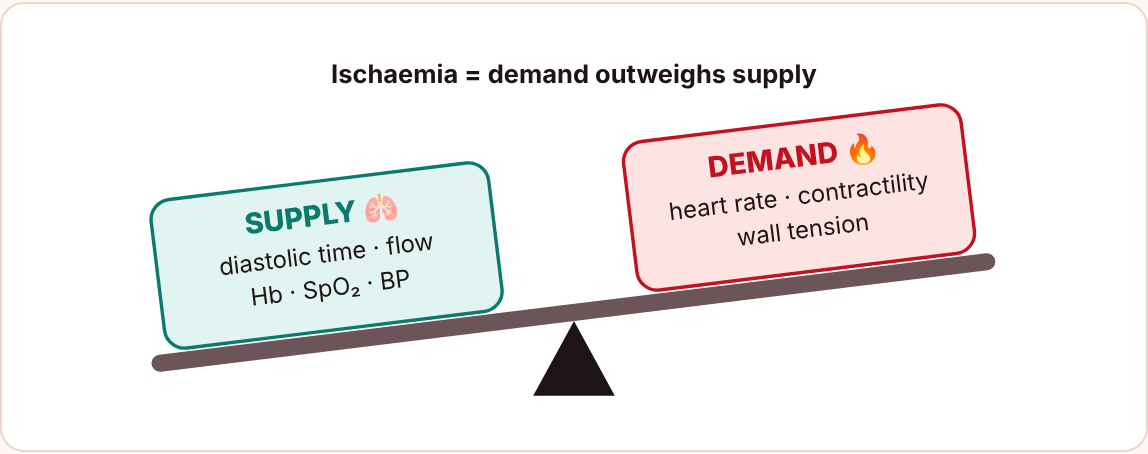 Ischaemia = demand outweighs supply
SUPPLY 🫁
diastolic time · flow
Hb · SpO₂ · BP
DEMAND 🔥
heart rate · contractility
wall tension